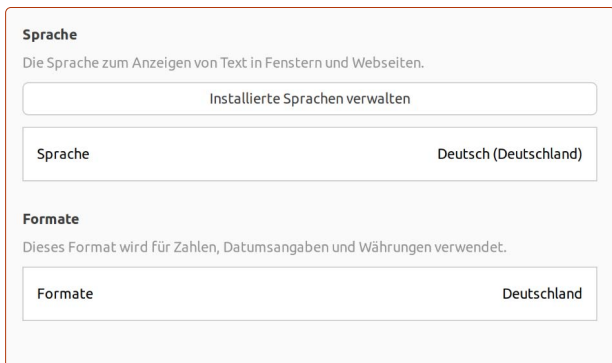 Sprache
Die Sprache zum Anzeigen von Text in Fenstern und Webseiten.
Installierte Sprachen verwalten
Sprache Deutsch (Deutschland)
Formate
Dieses Format wird für Zahlen, Datumsangaben und Währungen verwendet.
Formate Deutschland